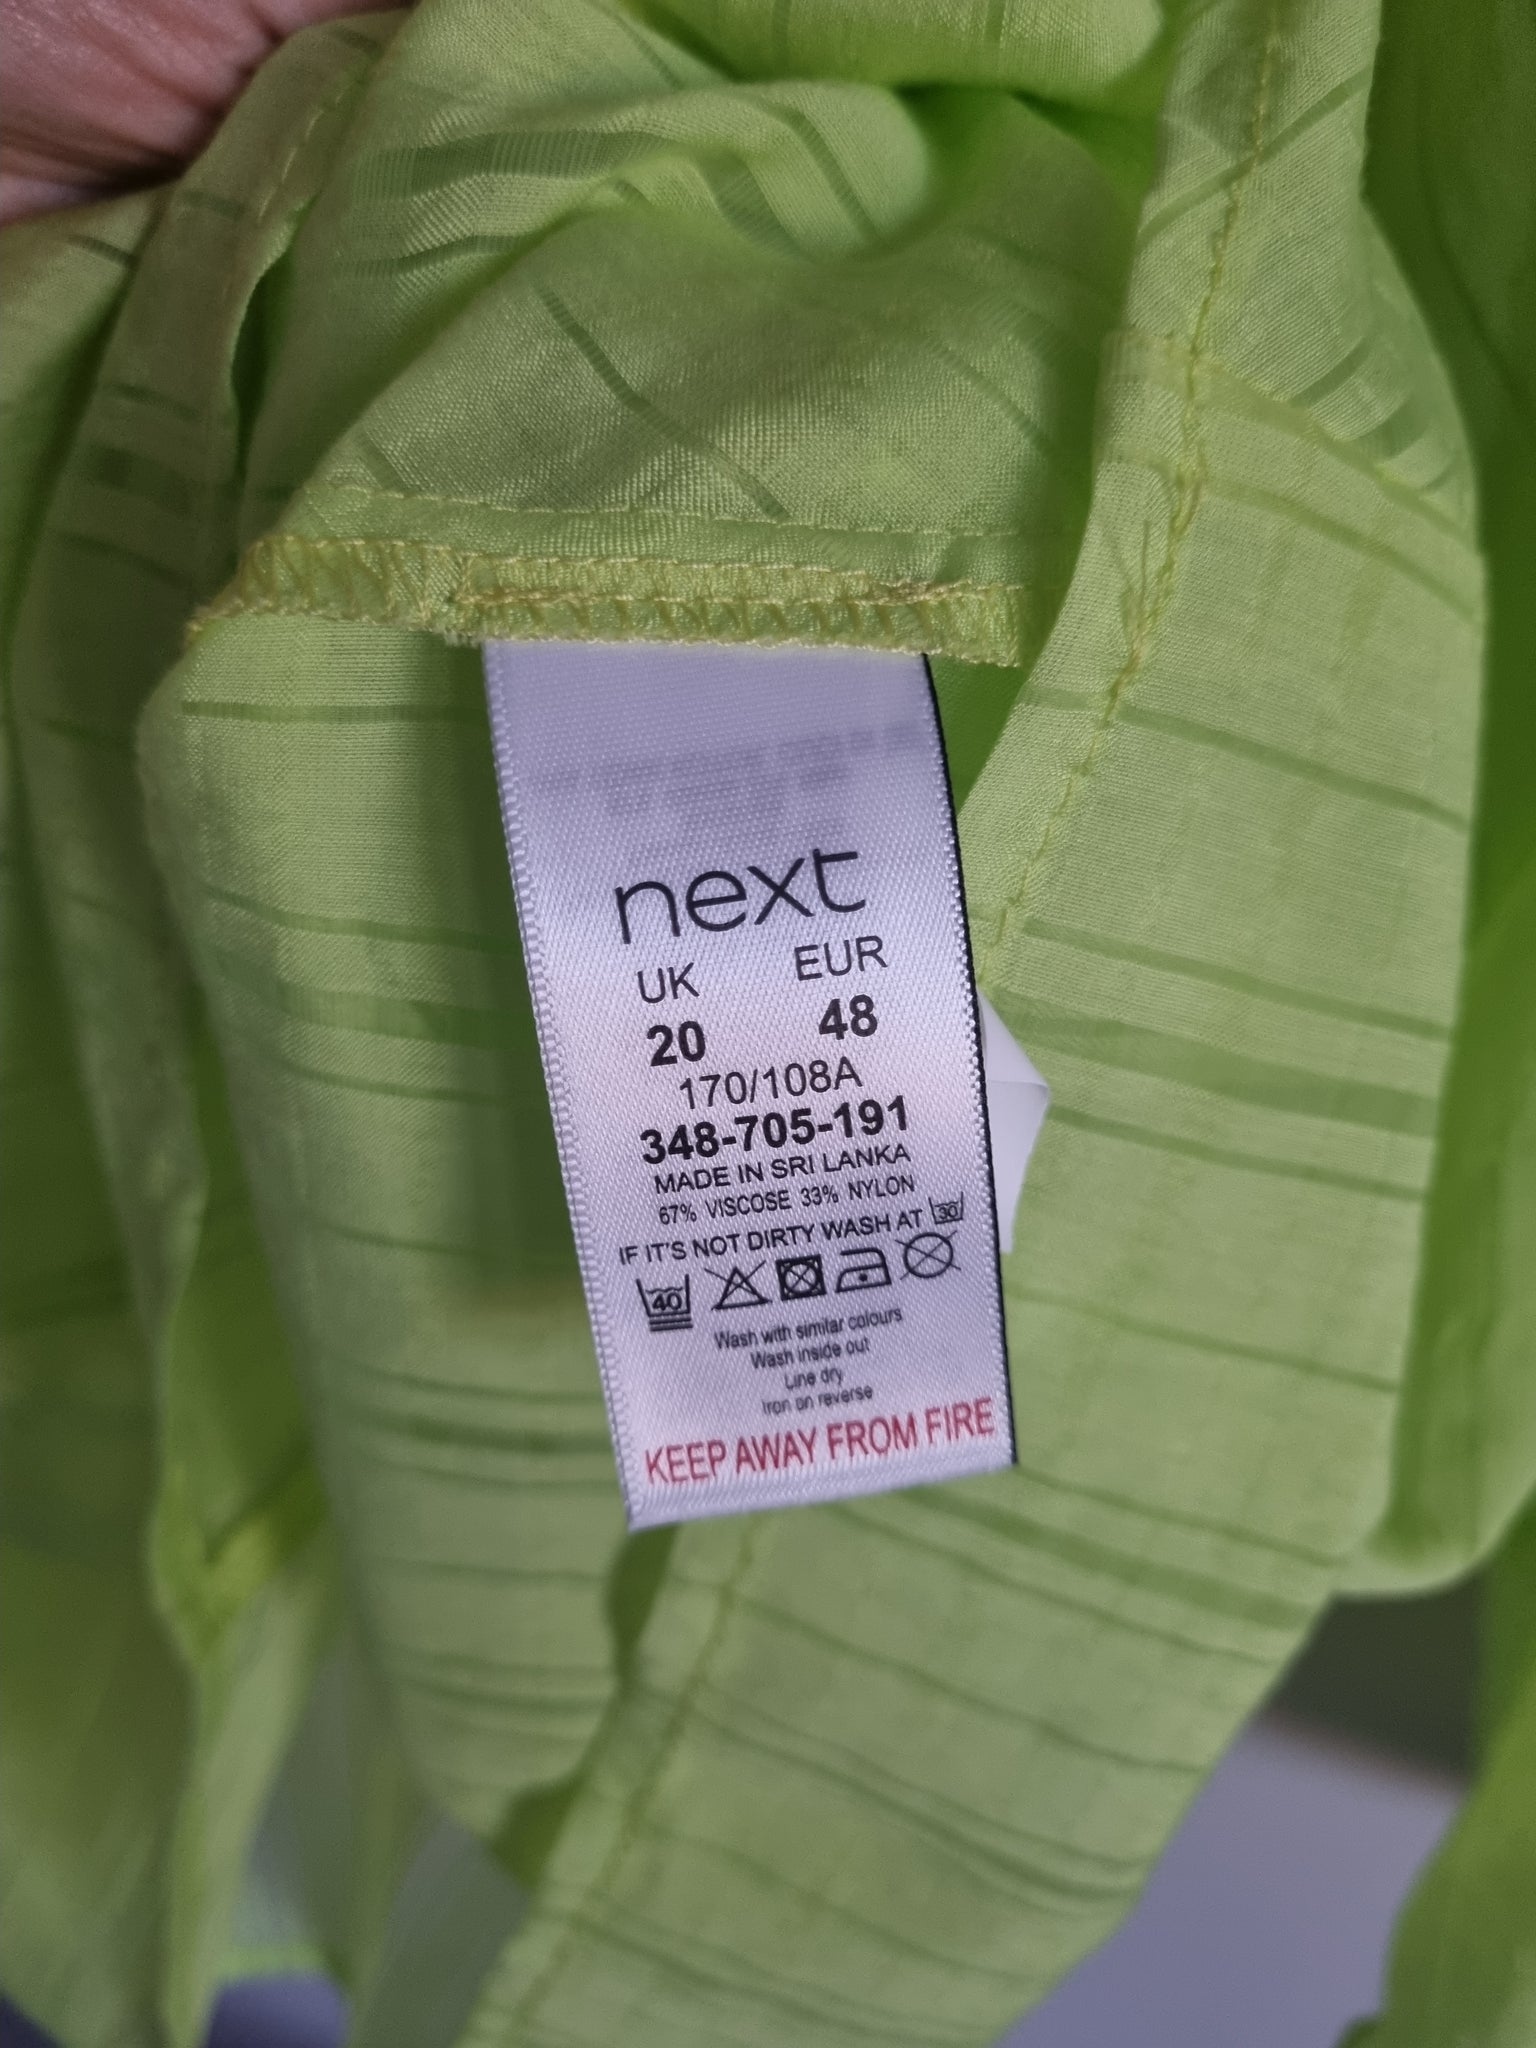 next
UK EUR
20 48
170/108A
348-705-191
MADE IN SRI LANKA
67% VISCOSE 33% NYLON
IF IT'S NOT DIRTY WASH AT 30
40
Wash with similar colours
Wash inside out
Line dry
Iron on reverse
KEEP AWAY FROM FIRE